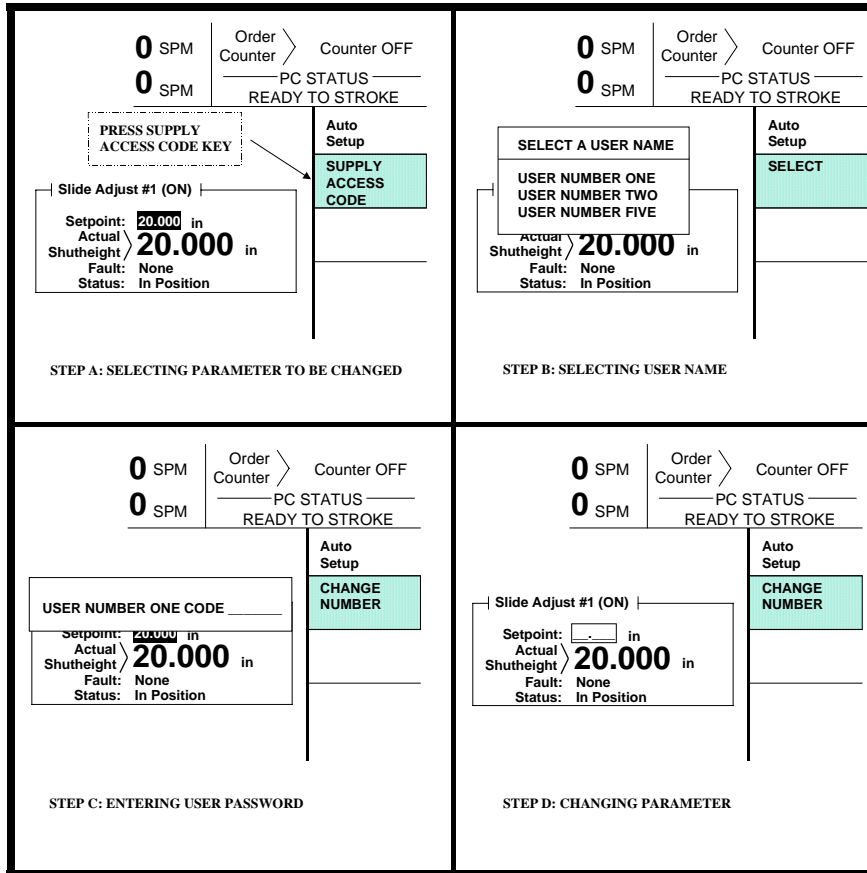 0 SPM
Order
Counter
Counter OFF
0 SPM
PC STATUS
READY TO STROKE
PRESS SUPPLY
ACCESS CODE KEY
Auto
Setup
SUPPLY
ACCESS
CODE
Slide Adjust #1 (ON)
Setpoint: 20.000 in
Actual
Shutheight 20.000 in
Fault: None
Status: In Position
STEP A: SELECTING PARAMETER TO BE CHANGED
0 SPM
Order
Counter
Counter OFF
0 SPM
PC STATUS
READY TO STROKE
Auto
Setup
SELECT A USER NAME
SELECT
USER NUMBER ONE
USER NUMBER TWO
USER NUMBER FIVE
Actual
Shutheight 20.000 in
Fault: None
Status: In Position
STEP B: SELECTING USER NAME
0 SPM
Order
Counter
Counter OFF
0 SPM
PC STATUS
READY TO STROKE
Auto
Setup
CHANGE
NUMBER
USER NUMBER ONE CODE _______
Setpoint: 20.000 in
Actual
Shutheight 20.000 in
Fault: None
Status: In Position
STEP C: ENTERING USER PASSWORD
0 SPM
Order
Counter
Counter OFF
0 SPM
PC STATUS
READY TO STROKE
Auto
Setup
CHANGE
NUMBER
Slide Adjust #1 (ON)
Setpoint: __.___ in
Actual
Shutheight 20.000 in
Fault: None
Status: In Position
STEP D: CHANGING PARAMETER